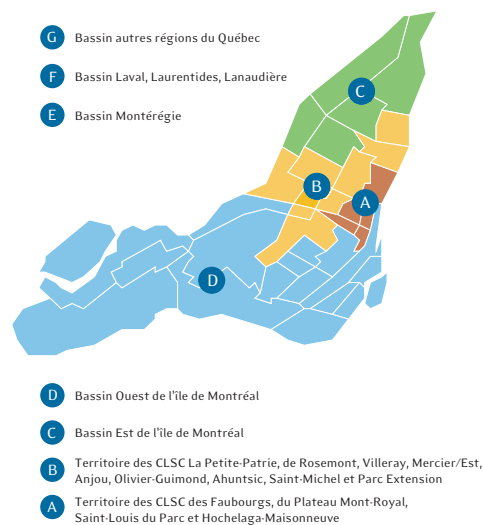 G Bassin autres régions du Québec
F Bassin Laval, Laurentides, Lanaudière
E Bassin Montérégie
C
B
A
D
D Bassin Ouest de l'île de Montréal
C Bassin Est de l'île de Montréal
B Territoire des CLSC La Petite-Patrie, de Rosemont, Villeray, Mercier/Est,
Anjou, Olivier-Guimond, Ahuntsic, Saint-Michel et Parc Extension
A Territoire des CLSC des Faubourgs, du Plateau Mont-Royal,
Saint-Louis du Parc et Hochelaga-Maisonneuve